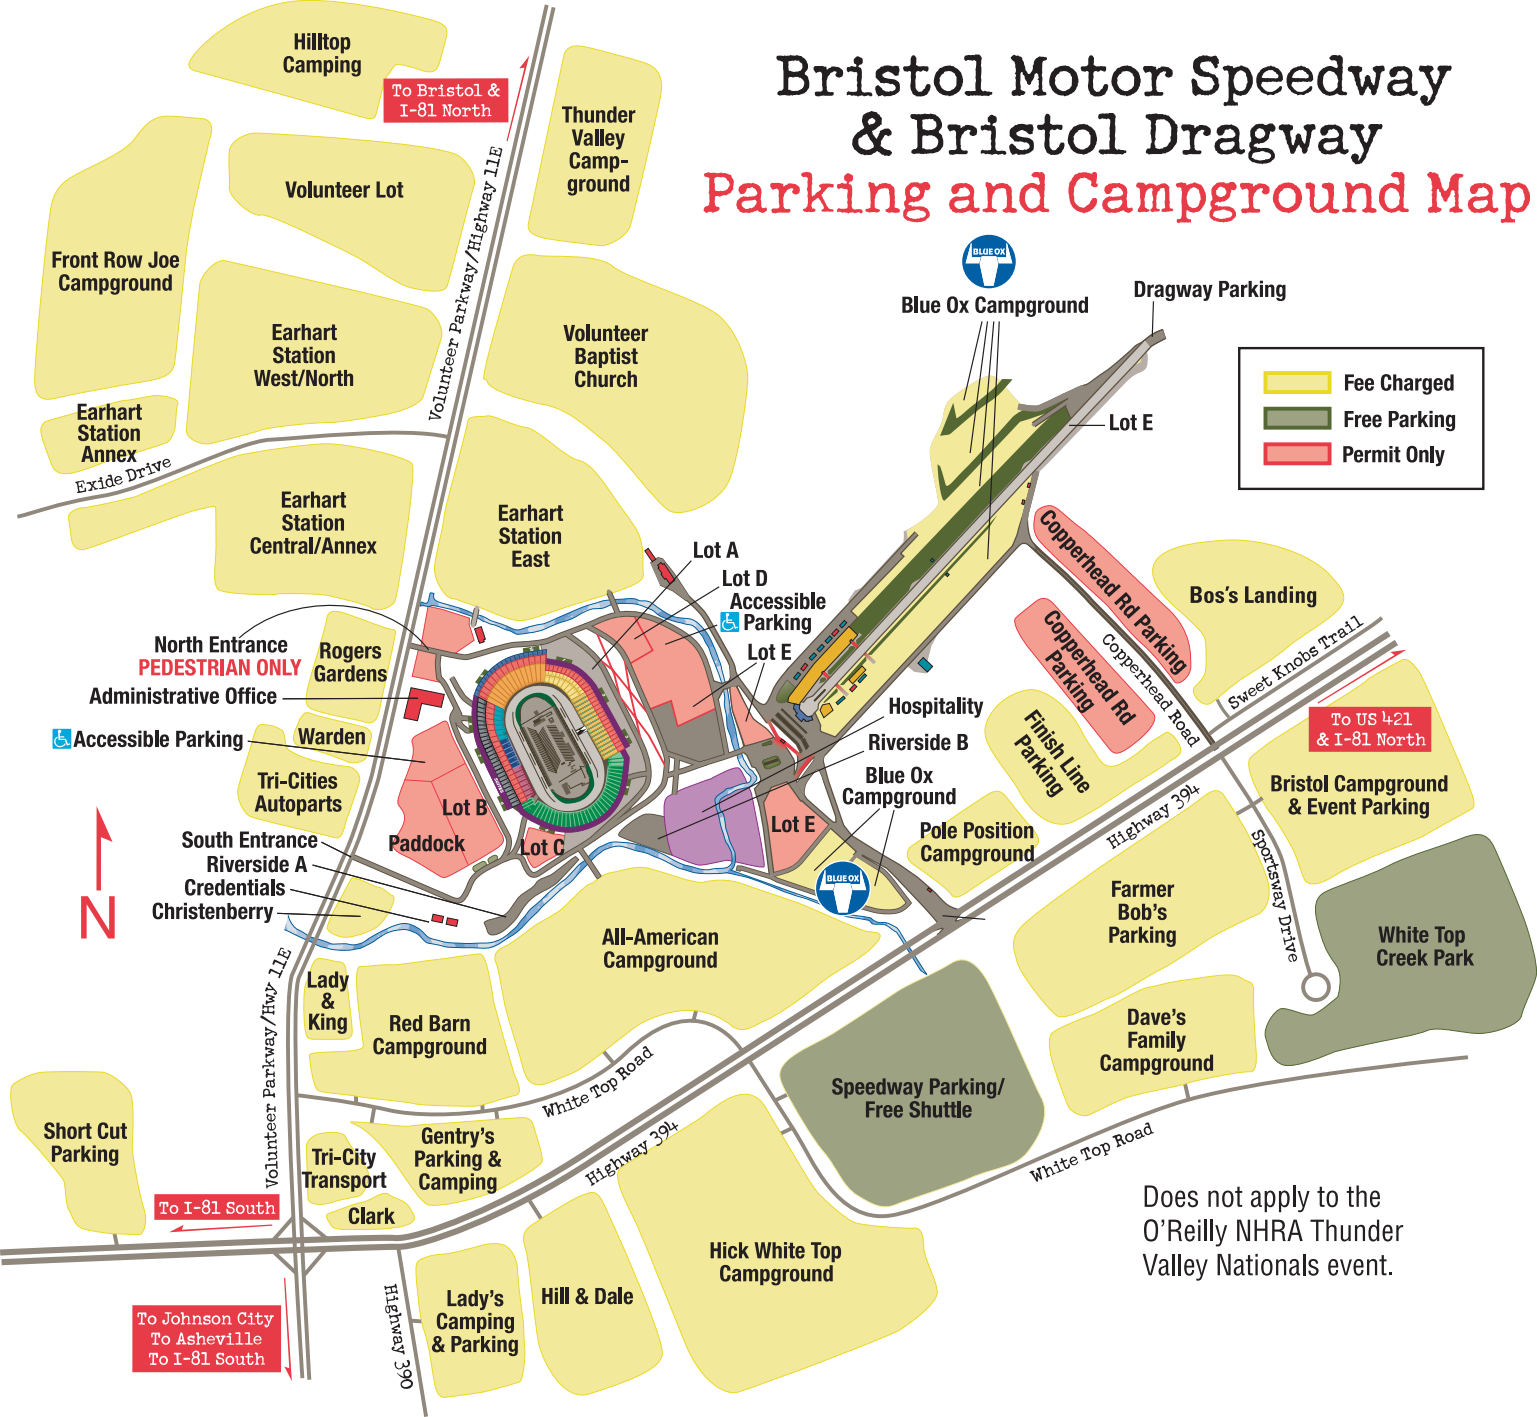 Bristol Motor Speedway
& Bristol Dragway
Parking and Campground Map
Hilltop
Camping
To Bristol &
I-81 North
Thunder
Valley
Camp-
ground
Volunteer Lot
Front Row Joe
Campground
Volunteer Parkway/Highway 11E
Earhart
Station
West/North
Volunteer
Baptist
Church
Earhart
Station
Annex
Exide Drive
Earhart
Station
Central/Annex
Earhart
Station
East
BLUE OX
Blue Ox Campground
Dragway Parking
Lot E
Fee Charged
Free Parking
Permit Only
Lot A
Lot D
Accessible
Parking
Lot E
Copperhead Rd Parking
Copperhead Rd
Parking
Copperhead Road
Bos's Landing
Sweet Knobs Trail
To US 421
& I-81 North
North Entrance
PEDESTRIAN ONLY
Administrative Office
Accessible Parking
Rogers
Gardens
Warden
Tri-Cities
Autoparts
Lot B
Paddock
Lot C
South Entrance
Riverside A
Credentials
Christenberry
Hospitality
Riverside B
Blue Ox
Campground
Lot E
BLUE OX
Finish Line
Parking
Pole Position
Campground
Highway 394
Bristol Campground
& Event Parking
Sportsway Drive
Farmer
Bob's
Parking
White Top
Creek Park
Dave's
Family
Campground
N
All-American
Campground
Lady
&
King
Red Barn
Campground
Volunteer Parkway/Hwy 11E
White Top Road
Speedway Parking/
Free Shuttle
White Top Road
Short Cut
Parking
Tri-City
Transport
Gentry's
Parking &
Camping
Clark
Highway 394
To I-81 South
To Johnson City
To Asheville
To I-81 South
Highway 390
Lady's
Camping
& Parking
Hill & Dale
Hick White Top
Campground
Does not apply to the
O'Reilly NHRA Thunder
Valley Nationals event.